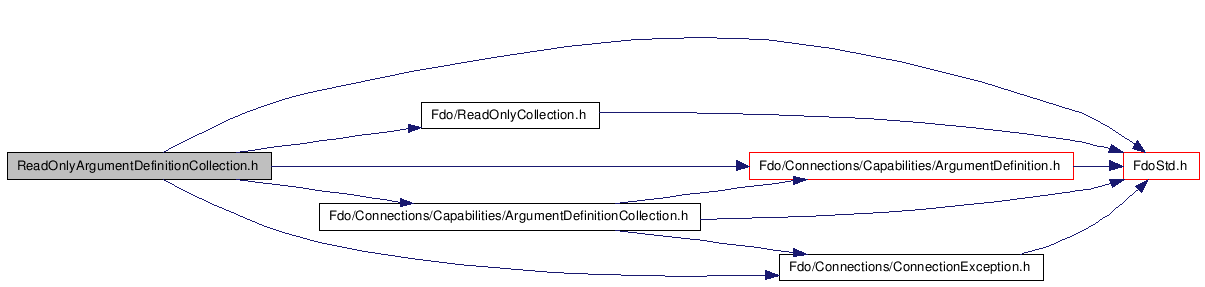 Fdo/ReadOnlyCollection.h
ReadOnlyArgumentDefinitionCollection.h
Fdo/Connections/Capabilities/ArgumentDefinition.h
FdoStd.h
Fdo/Connections/Capabilities/ArgumentDefinitionCollection.h
Fdo/Connections/ConnectionException.h